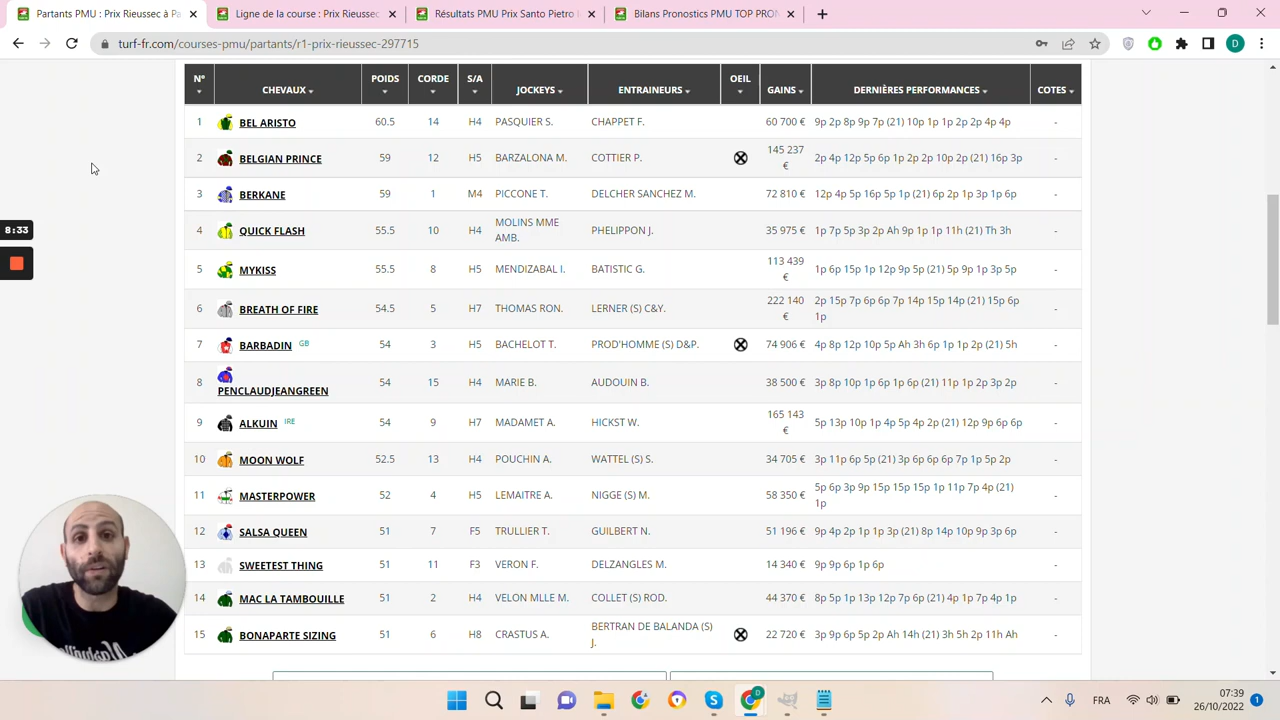 Partants PMU : Prix Rieussec à Pa
Ligne de la course : Prix Rieussec
Résultats PMU Prix Santo Pietro
Bilans Pronostics PMU TOP PRON
turf-fr.com/courses-pmu/partants/r1-prix-rieussec-297715
D
N° CHEVAUX POIDS CORDE S/A JOCKEYS ENTRAINEURS OEIL GAINS DERNIÈRES PERFORMANCES COTES
1 BEL ARISTO 60.5 14 H4 PASQUIER S. CHAPPET F. 60 700 € 9p 2p 8p 9p 7p (21) 10p 1p 1p 2p 2p 4p 4p -
2 BELGIAN PRINCE 59 12 H5 BARZALONA M. COTTIER P. 145 237 € 2p 4p 12p 5p 6p 1p 2p 2p 10p 2p (21) 16p 3p -
3 BERKANE 59 1 M4 PICCONE T. DELCHER SANCHEZ M. 72 810 € 12p 4p 5p 16p 5p 1p (21) 6p 2p 1p 3p 1p 6p -
4 QUICK FLASH 55.5 10 H4 MOLINS MME AMB. PHELIPPON J. 35 975 € 1p 7p 5p 3p 2p Ah 9p 1p 1p 11h (21) Th 3h -
5 MYKISS 55.5 8 H5 MENDIZABAL I. BATISTIC G. 113 439 € 1p 6p 15p 1p 12p 9p 5p (21) 5p 9p 1p 3p 5p -
6 BREATH OF FIRE 54.5 5 H7 THOMAS RON. LERNER (S) C&Y. 222 140 € 2p 15p 7p 6p 6p 7p 14p 15p 14p (21) 15p 6p 1p -
7 BARBADIN GB 54 3 H5 BACHELOT T. PROD'HOMME (S) D&P. 74 906 € 4p 8p 12p 10p 5p Ah 3h 6p 1p 1p 2p (21) 5h -
8 PENCLAUDJEANGREEN 54 15 H4 MARIE B. AUDOUIN B. 38 500 € 3p 8p 10p 1p 6p 1p 6p (21) 11p 1p 2p 3p 2p -
9 ALKUIN IRE 54 9 H7 MADAMET A. HICKST W. 165 143 € 5p 13p 10p 1p 4p 5p 4p 2p (21) 12p 9p 6p 6p -
10 MOON WOLF 52.5 13 H4 POUCHIN A. WATTEL (S) S. 34 705 € 3p 11p 6p 5p (21) 3p 6p 6p 6p 7p 1p 5p 2p -
11 MASTERPOWER 52 4 H5 LEMAITRE A. NIGGE (S) M. 58 350 € 5p 6p 3p 9p 15p 15p 15p 1p 11p 7p 4p (21) 1p -
12 SALSA QUEEN 51 7 F5 TRULLIER T. GUILBERT N. 51 196 € 9p 4p 2p 1p 1p 3p (21) 8p 14p 10p 9p 3p 6p -
13 SWEETEST THING 51 11 F3 VERON F. DELZANGLES M. 14 340 € 9p 9p 6p 1p 6p -
14 MAC LA TAMBOUILLE 51 2 H4 VELON MLLE M. COLLET (S) ROD. 44 370 € 8p 5p 1p 13p 12p 7p 6p (21) 4p 1p 7p 4p 1p -
15 BONAPARTE SIZING 51 6 H8 CRASTUS A. BERTRAN DE BALANDA (S) J. 22 720 € 3p 9p 6p 5p 2p Ah 14h (21) 3h 5h 2p 11h Ah -
8:33
FRA
07:39
26/10/2022
1